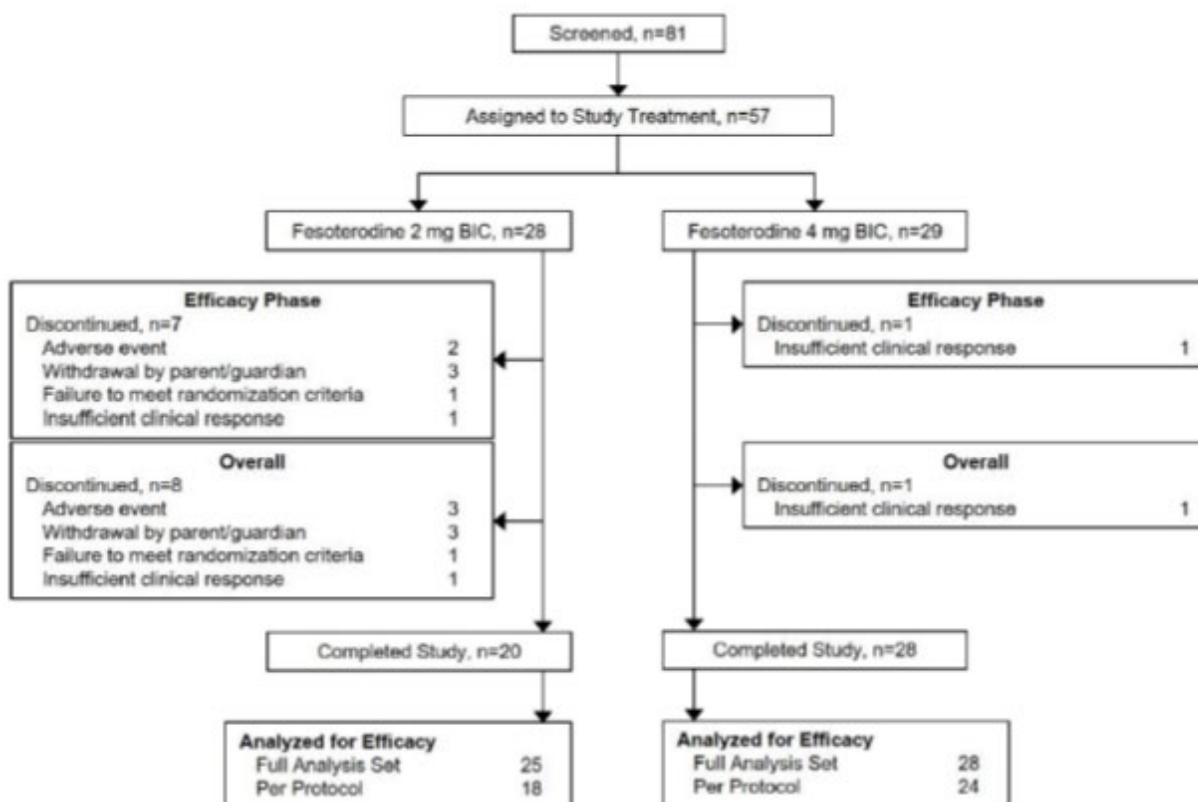 Screened, n=81
Assigned to Study Treatment, n=57
Fesoterodine 2 mg BIC, n=28
Fesoterodine 4 mg BIC, n=29
Efficacy Phase
Discontinued, n=7
Adverse event 2
Withdrawal by parent/guardian 3
Failure to meet randomization criteria 1
Insufficient clinical response 1
Efficacy Phase
Discontinued, n=1
Insufficient clinical response 1
Overall
Discontinued, n=8
Adverse event 3
Withdrawal by parent/guardian 3
Failure to meet randomization criteria 1
Insufficient clinical response 1
Overall
Discontinued, n=1
Insufficient clinical response 1
Completed Study, n=20
Completed Study, n=28
Analyzed for Efficacy
Full Analysis Set 25
Per Protocol 18
Analyzed for Efficacy
Full Analysis Set 28
Per Protocol 24